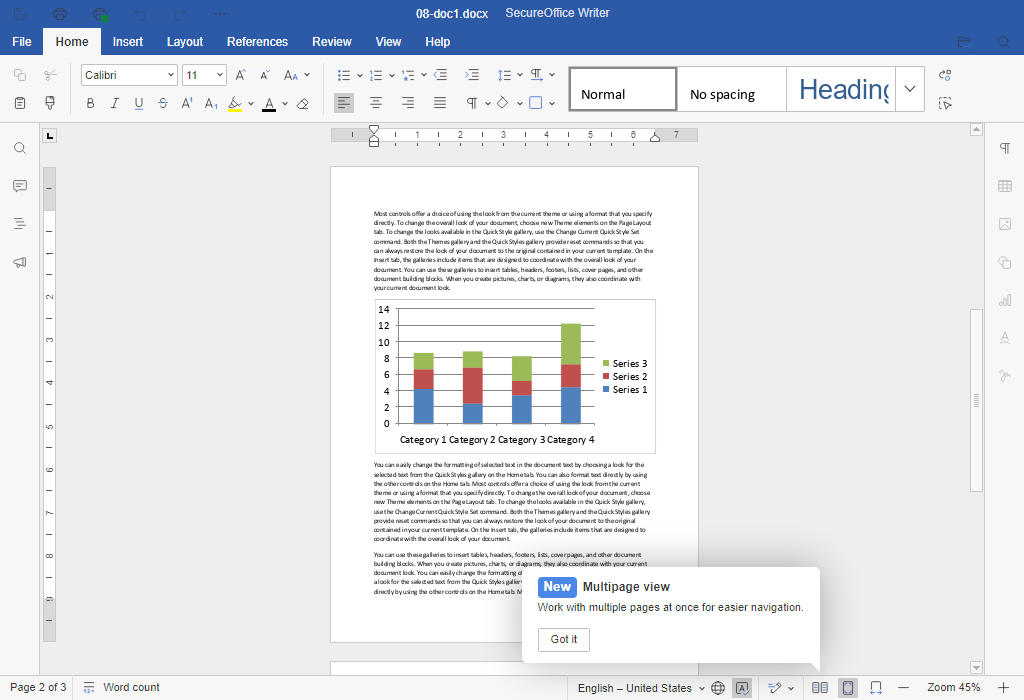 08-doc1.docx SecureOffice Writer
File Home Insert Layout References Review View Help
Calibri 11
Normal No spacing Heading
1 2 3 4 5 6 7
Most controls offer a choice of using the look from the current theme or using a format that you specify
directly. To change the overall look of your document, choose new Theme elements on the Page Layout
tab. To change the looks available in the Quick Style gallery, use the Change Current Quick Style Set
command. Both the Themes gallery and the Quick Styles gallery provide reset commands so that you
can always restore the look of your document to the original contained in your current template. On the
Insert tab, the galleries include items that are designed to coordinate with the overall look of your
document. You can use these galleries to insert tables, headers, footers, lists, cover pages, and other
document building blocks. When you create pictures, charts, or diagrams, they also coordinate with
your current document look.
14
12
10
8
6
4
2
0
Series 3
Series 2
Series 1
Category 1 Category 2 Category 3 Category 4
You can easily change the formatting of selected text in the document text by choosing a look for the
selected text from the Quick Styles gallery on the Home tab. You can also format text directly by using
the other controls on the Home tab. Most controls offer a choice of using the look from the current
theme or using a format that you specify directly. To change the overall look of your document, choose
new Theme elements on the Page Layout tab. To change the looks available in the Quick Style gallery,
use the Change Current Quick Style Set command. Both the Themes gallery and the Quick Styles gallery
provide reset commands so that you can always restore the look of your document to the original
contained in your current template. On the Insert tab, the galleries include items that are designed to
coordinate with the overall look of your document.
You can use these galleries to insert tables, headers, footers, lists, cover pages, and other document
building blocks. When you create pictures, charts, or diagrams, they also coordinate with your current
document look. You can easily change the formatting of
a look for the selected text from the Quick Styles gallery
directly by using the other controls on the Home tab. M
1
2
3
4
5
6
7
8
9
New Multipage view
Work with multiple pages at once for easier navigation.
Got it
Page 2 of 3 Word count English – United States Zoom 45%